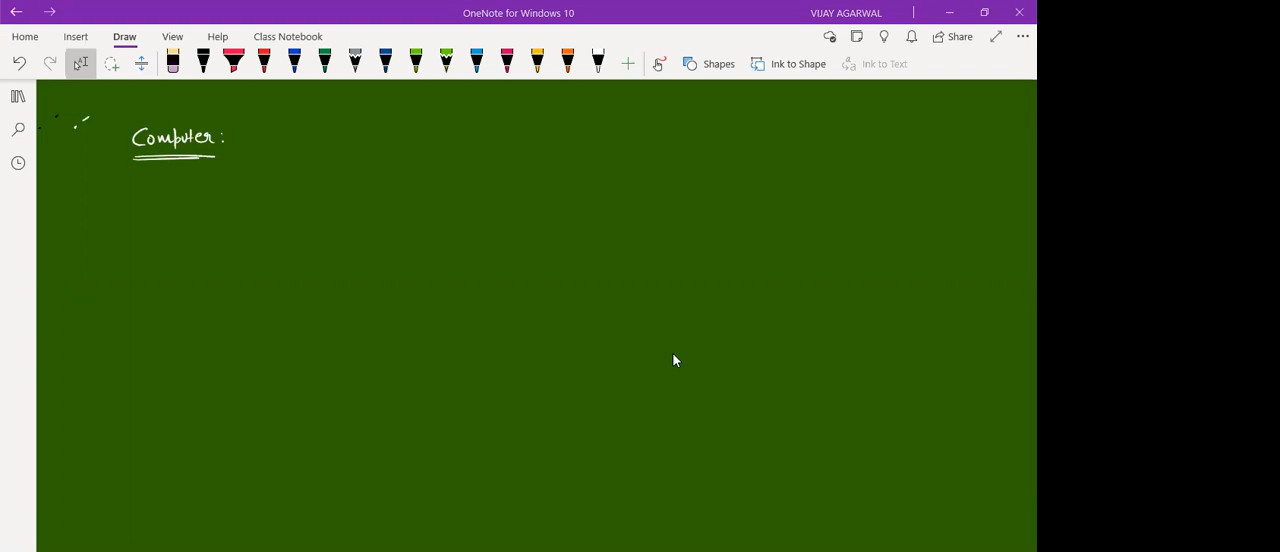 OneNote for Windows 10
VIJAY AGARWAL
Home Insert Draw View Help Class Notebook
Share
Shapes Ink to Shape Ink to Text
Computer: